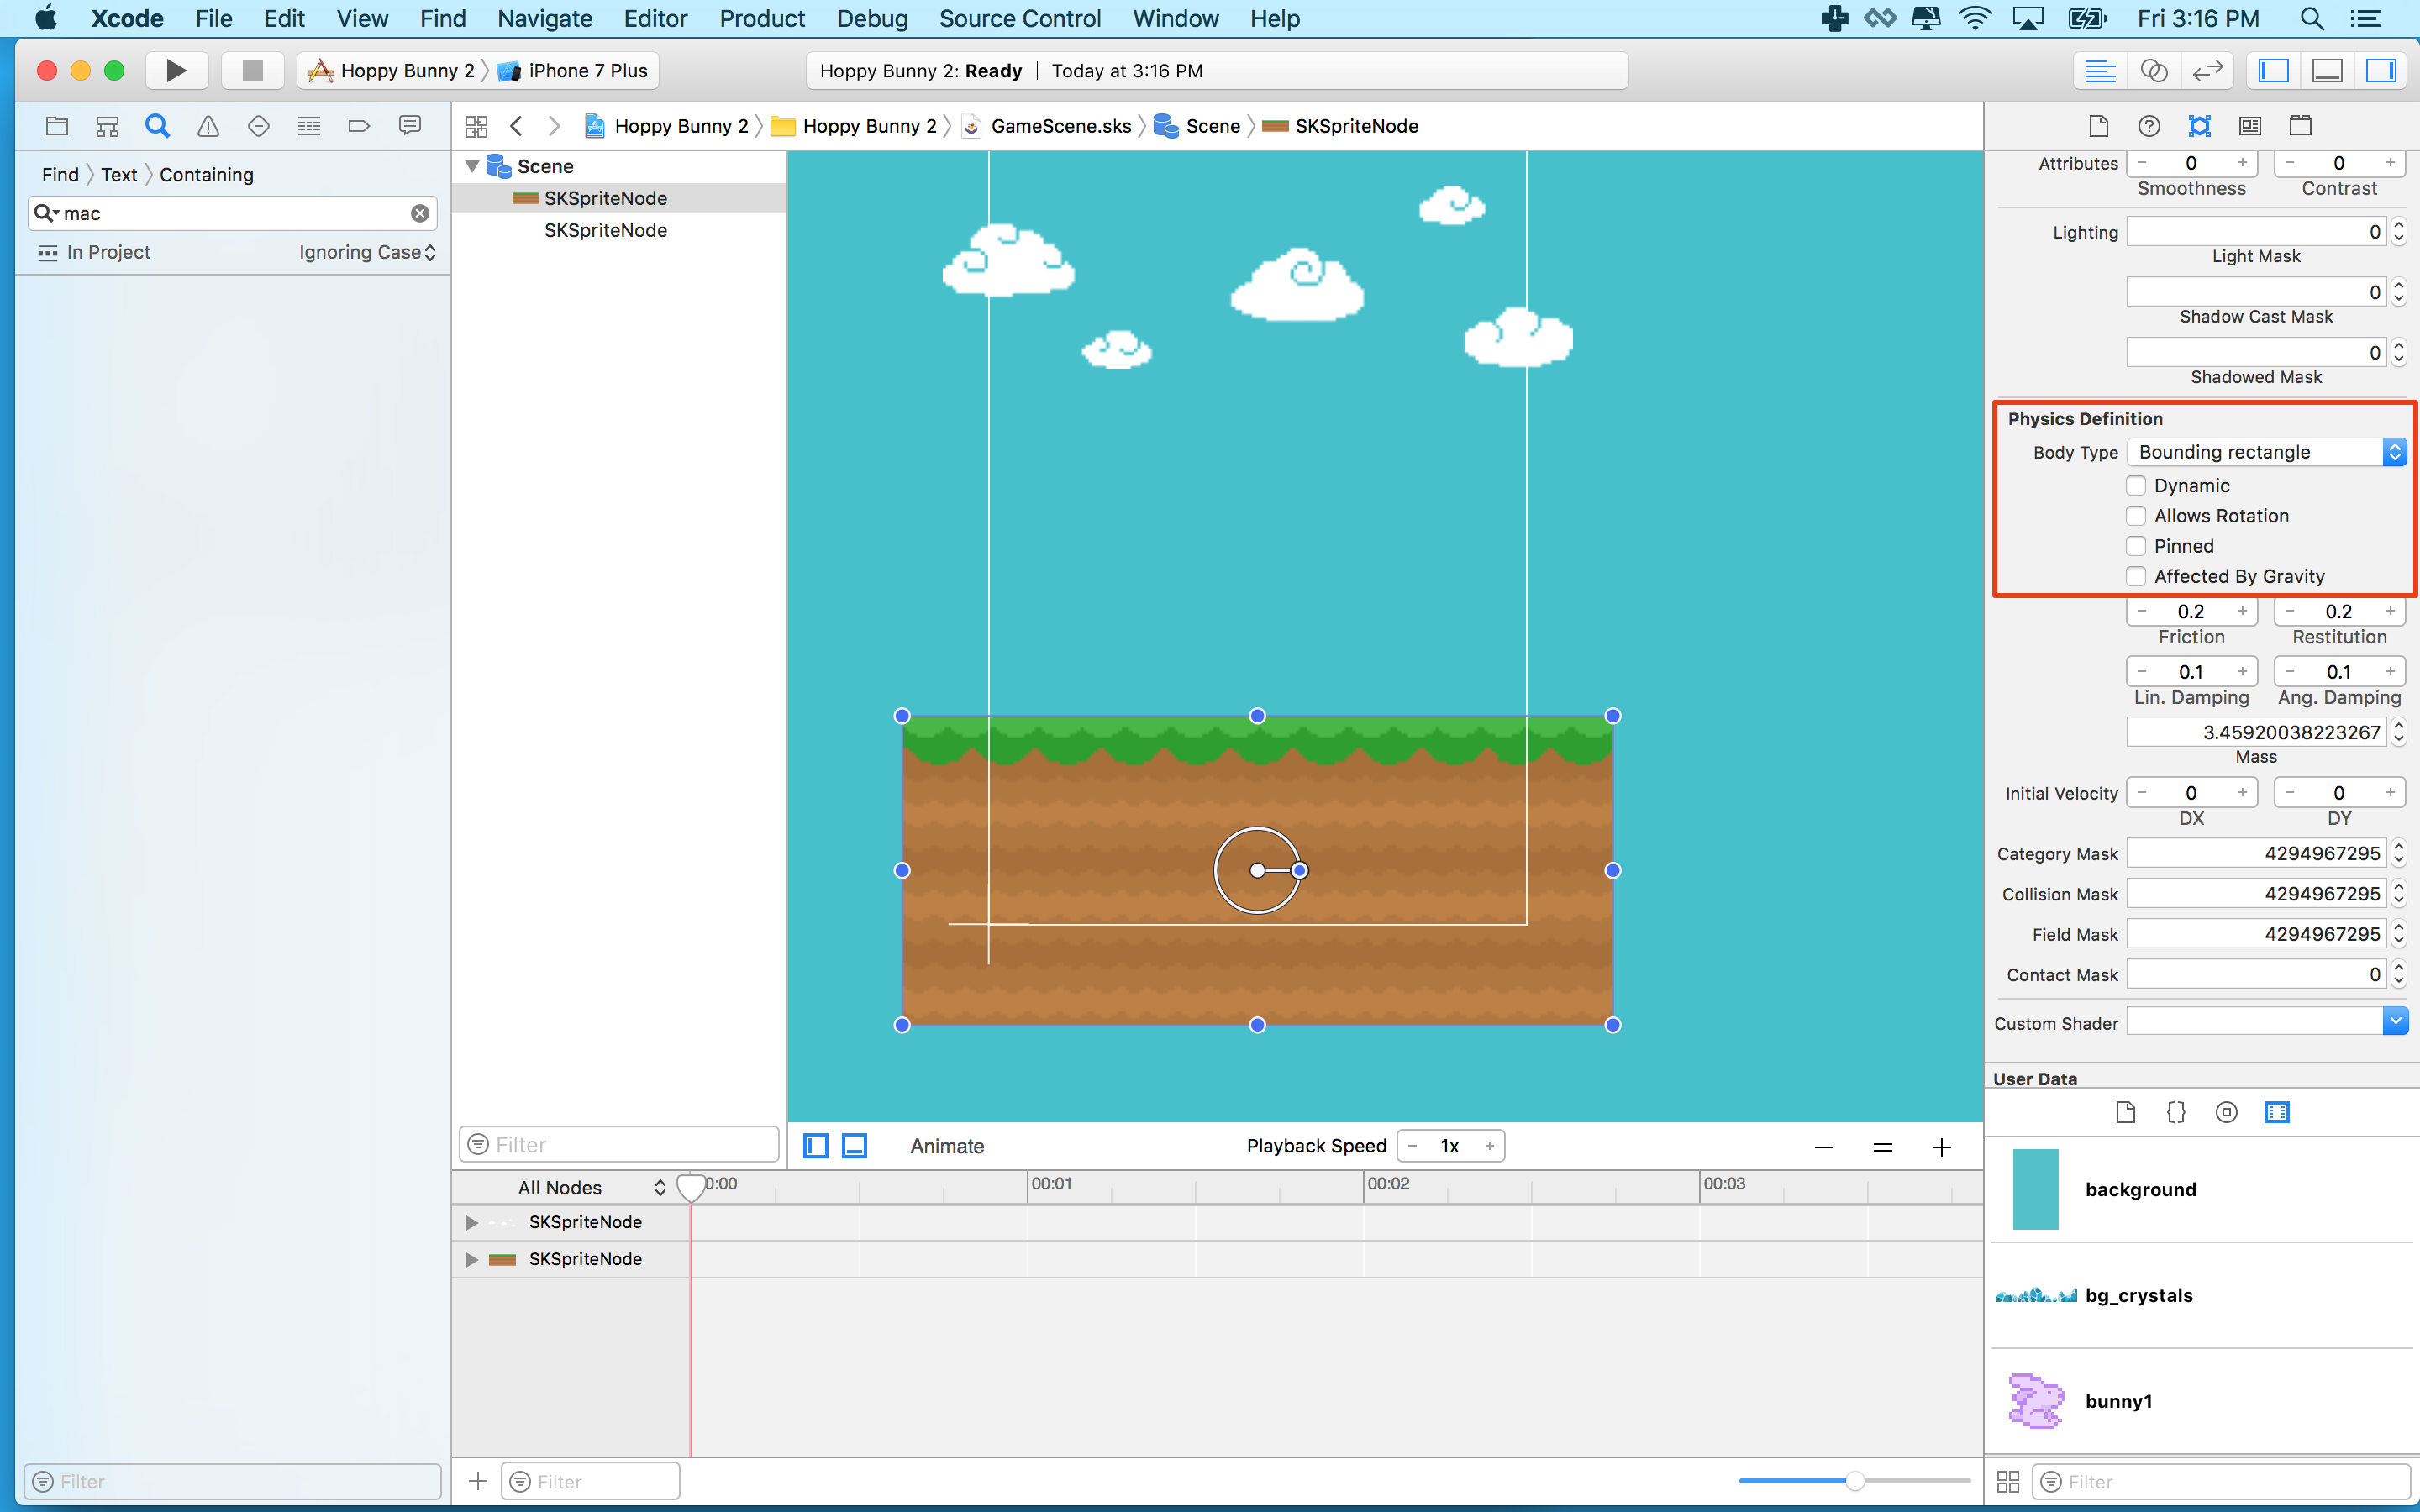 Xcode File Edit View Find Navigate Editor Product Debug Source Control Window Help Fri 3:16 PM
Hoppy Bunny 2 iPhone 7 Plus Hoppy Bunny 2: Ready Today at 3:16 PM
Hoppy Bunny 2 Hoppy Bunny 2 GameScene.sks Scene SKSpriteNode
Find Text Containing
mac
In Project Ignoring Case
Scene
SKSpriteNode
SKSpriteNode
Attributes 0 0
Smoothness Contrast
Lighting 0
Light Mask
0
Shadow Cast Mask
0
Shadowed Mask
Physics Definition
Body Type Bounding rectangle
Dynamic
Allows Rotation
Pinned
Affected By Gravity
0.2 0.2
Friction Restitution
0.1 0.1
Lin. Damping Ang. Damping
3.45920038223267
Mass
Initial Velocity 0 0
DX DY
Category Mask 4294967295
Collision Mask 4294967295
Field Mask 4294967295
Contact Mask 0
Custom Shader
User Data
background
bg_crystals
bunny1
Filter
Filter Animate Playback Speed 1x
All Nodes 0:00 00:01 00:02 00:03
SKSpriteNode
SKSpriteNode
Filter
Filter